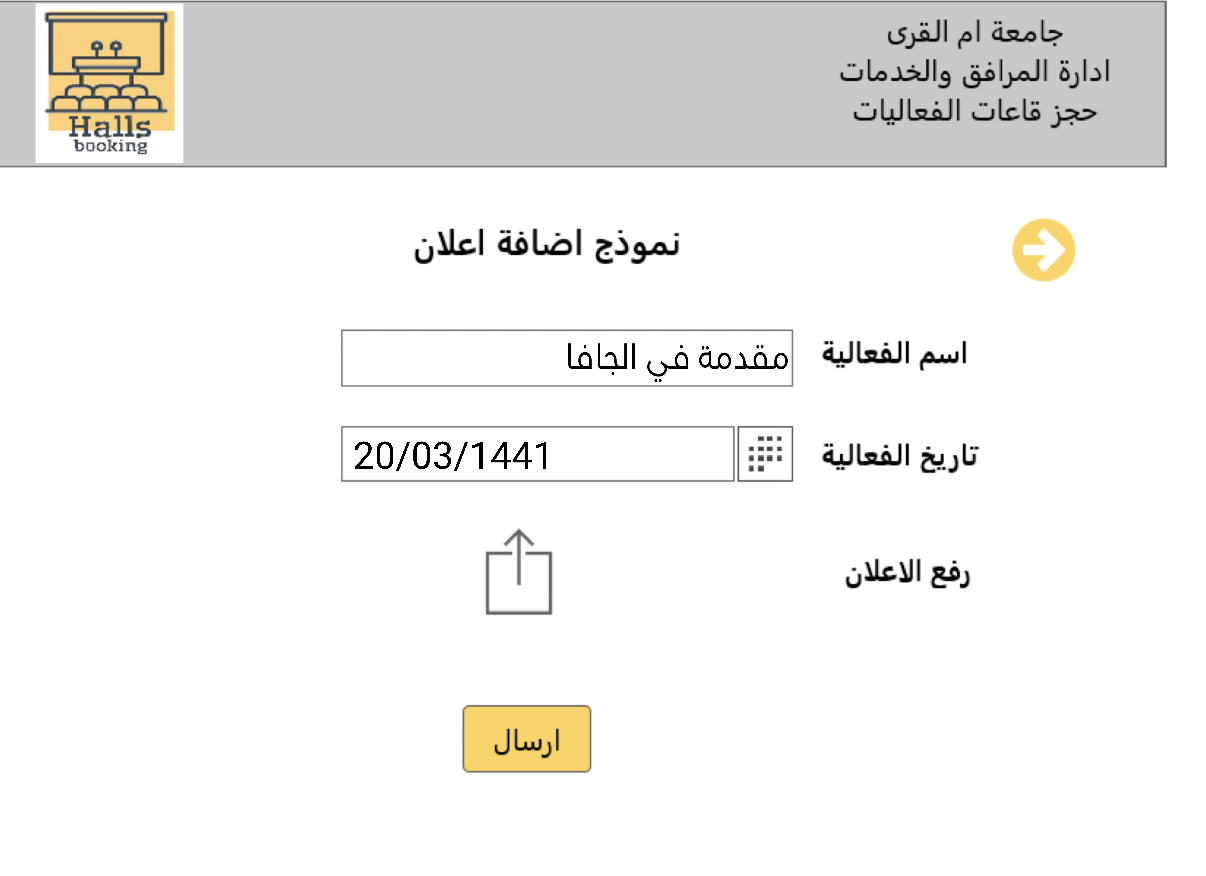 جامعة ام القرى
ادارة المرافق والخدمات
حجز قاعات الفعاليات
Halls
booking
نموذج اضافة اعلان
اسم الفعالية
مقدمة في الجافا
تاريخ الفعالية
20/03/1441
رفع الاعلان
ارسال